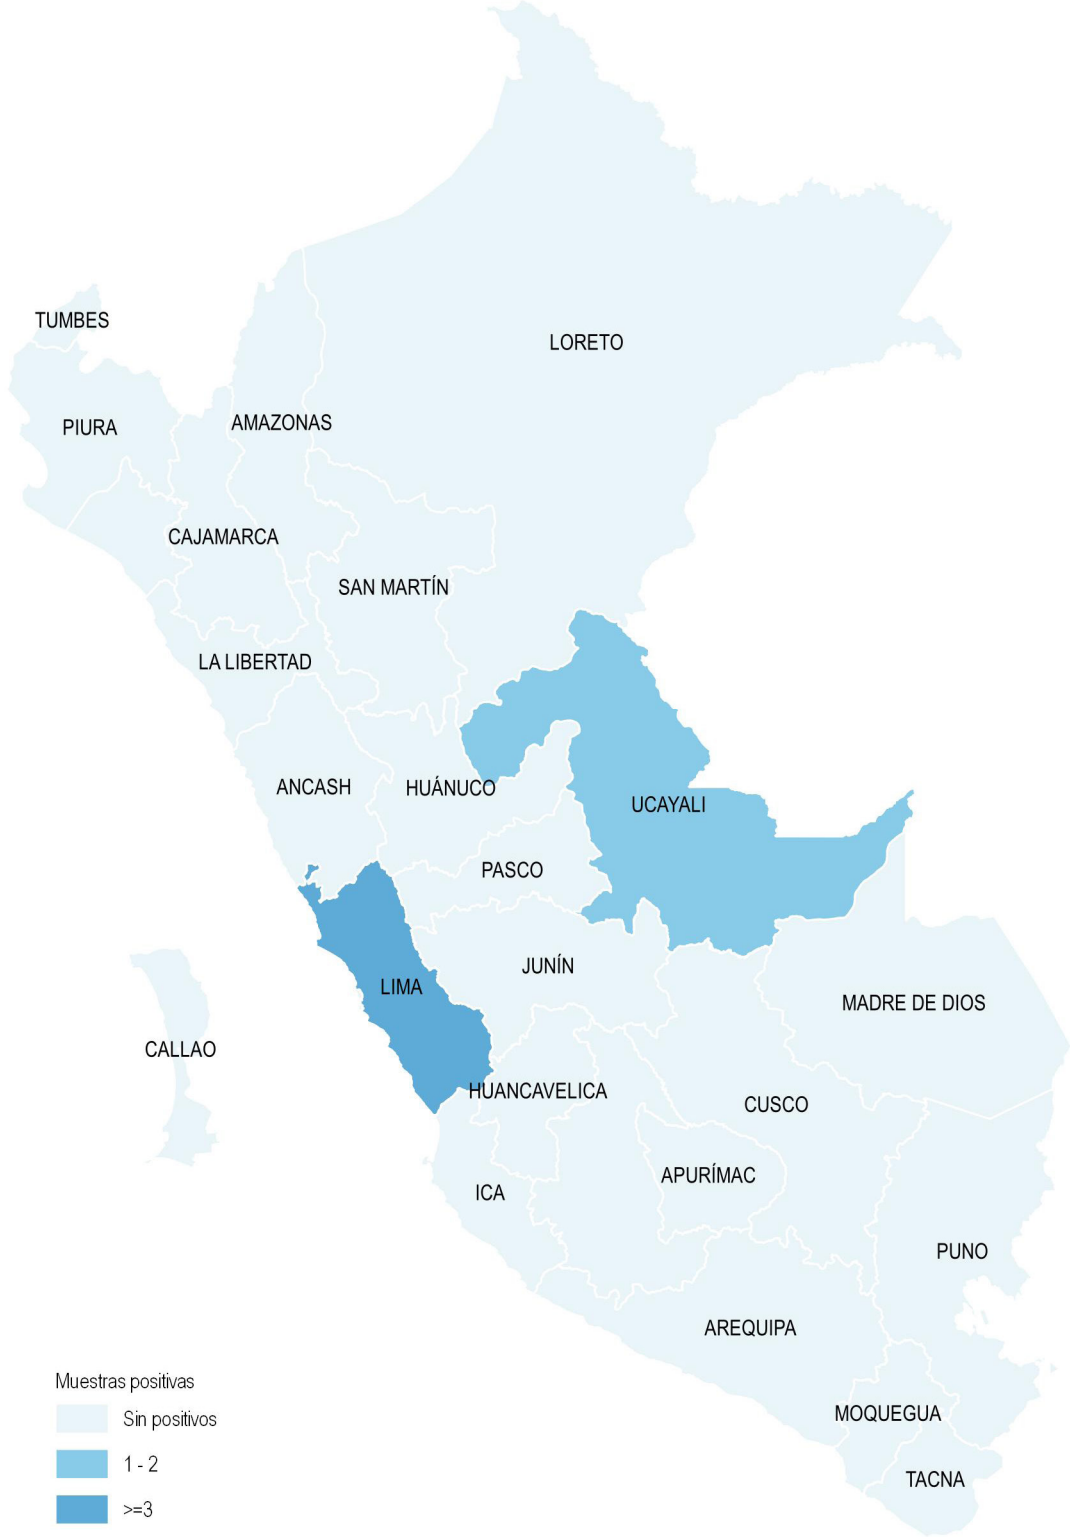 TUMBES
LORETO
PIURA
AMAZONAS
CAJAMARCA
SAN MARTÍN
LA LIBERTAD
ANCASH
HUÁNUCO
UCAYALI
PASCO
JUNÍN
LIMA
MADRE DE DIOS
CALLAO
HUANCAVELICA
CUSCO
APURÍMAC
ICA
PUNO
AREQUIPA
MOQUEGUA
TACNA
Muestras positivas
Sin positivos
1 - 2
>=3